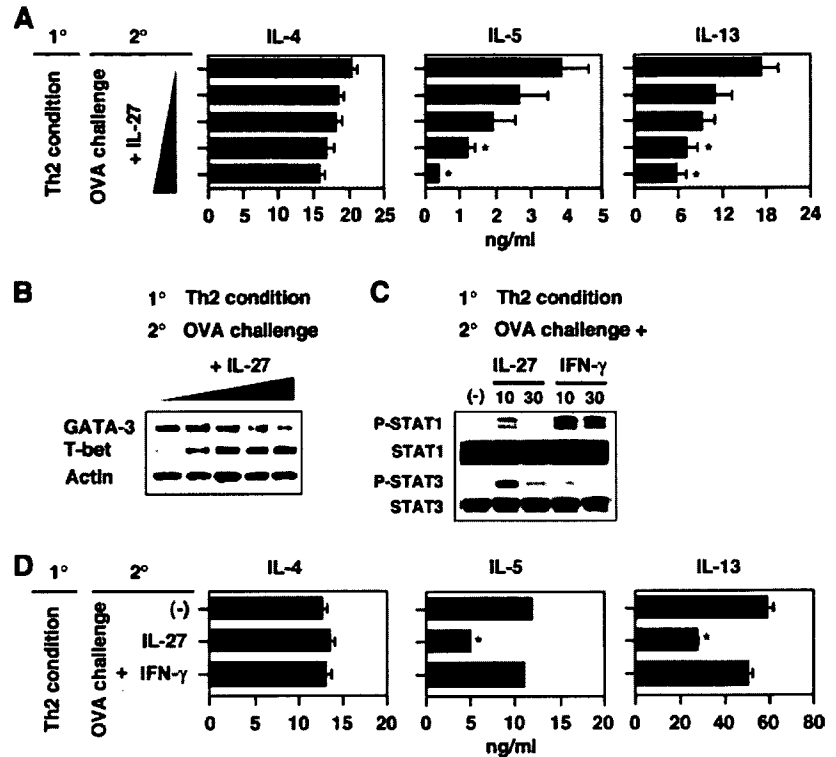 A
1° 2° IL-4 IL-5 IL-13
Th2 condition
OVA challenge
+ IL-27
*
*
*
*
0 5 10 15 20 25 0 1 2 3 4 5 0 6 12 18 24
ng/ml
B
1° Th2 condition
2° OVA challenge
+ IL-27
GATA-3
T-bet
Actin
C
1° Th2 condition
2° OVA challenge +
IL-27 IFN-γ
(-) 10 30 10 30
P-STAT1
STAT1
P-STAT3
STAT3
D
1° 2° IL-4 IL-5 IL-13
Th2 condition
OVA challenge
+
(-)
IL-27 * *
IFN-γ
0 5 10 15 20 0 5 10 15 20 0 20 40 60 80
ng/ml